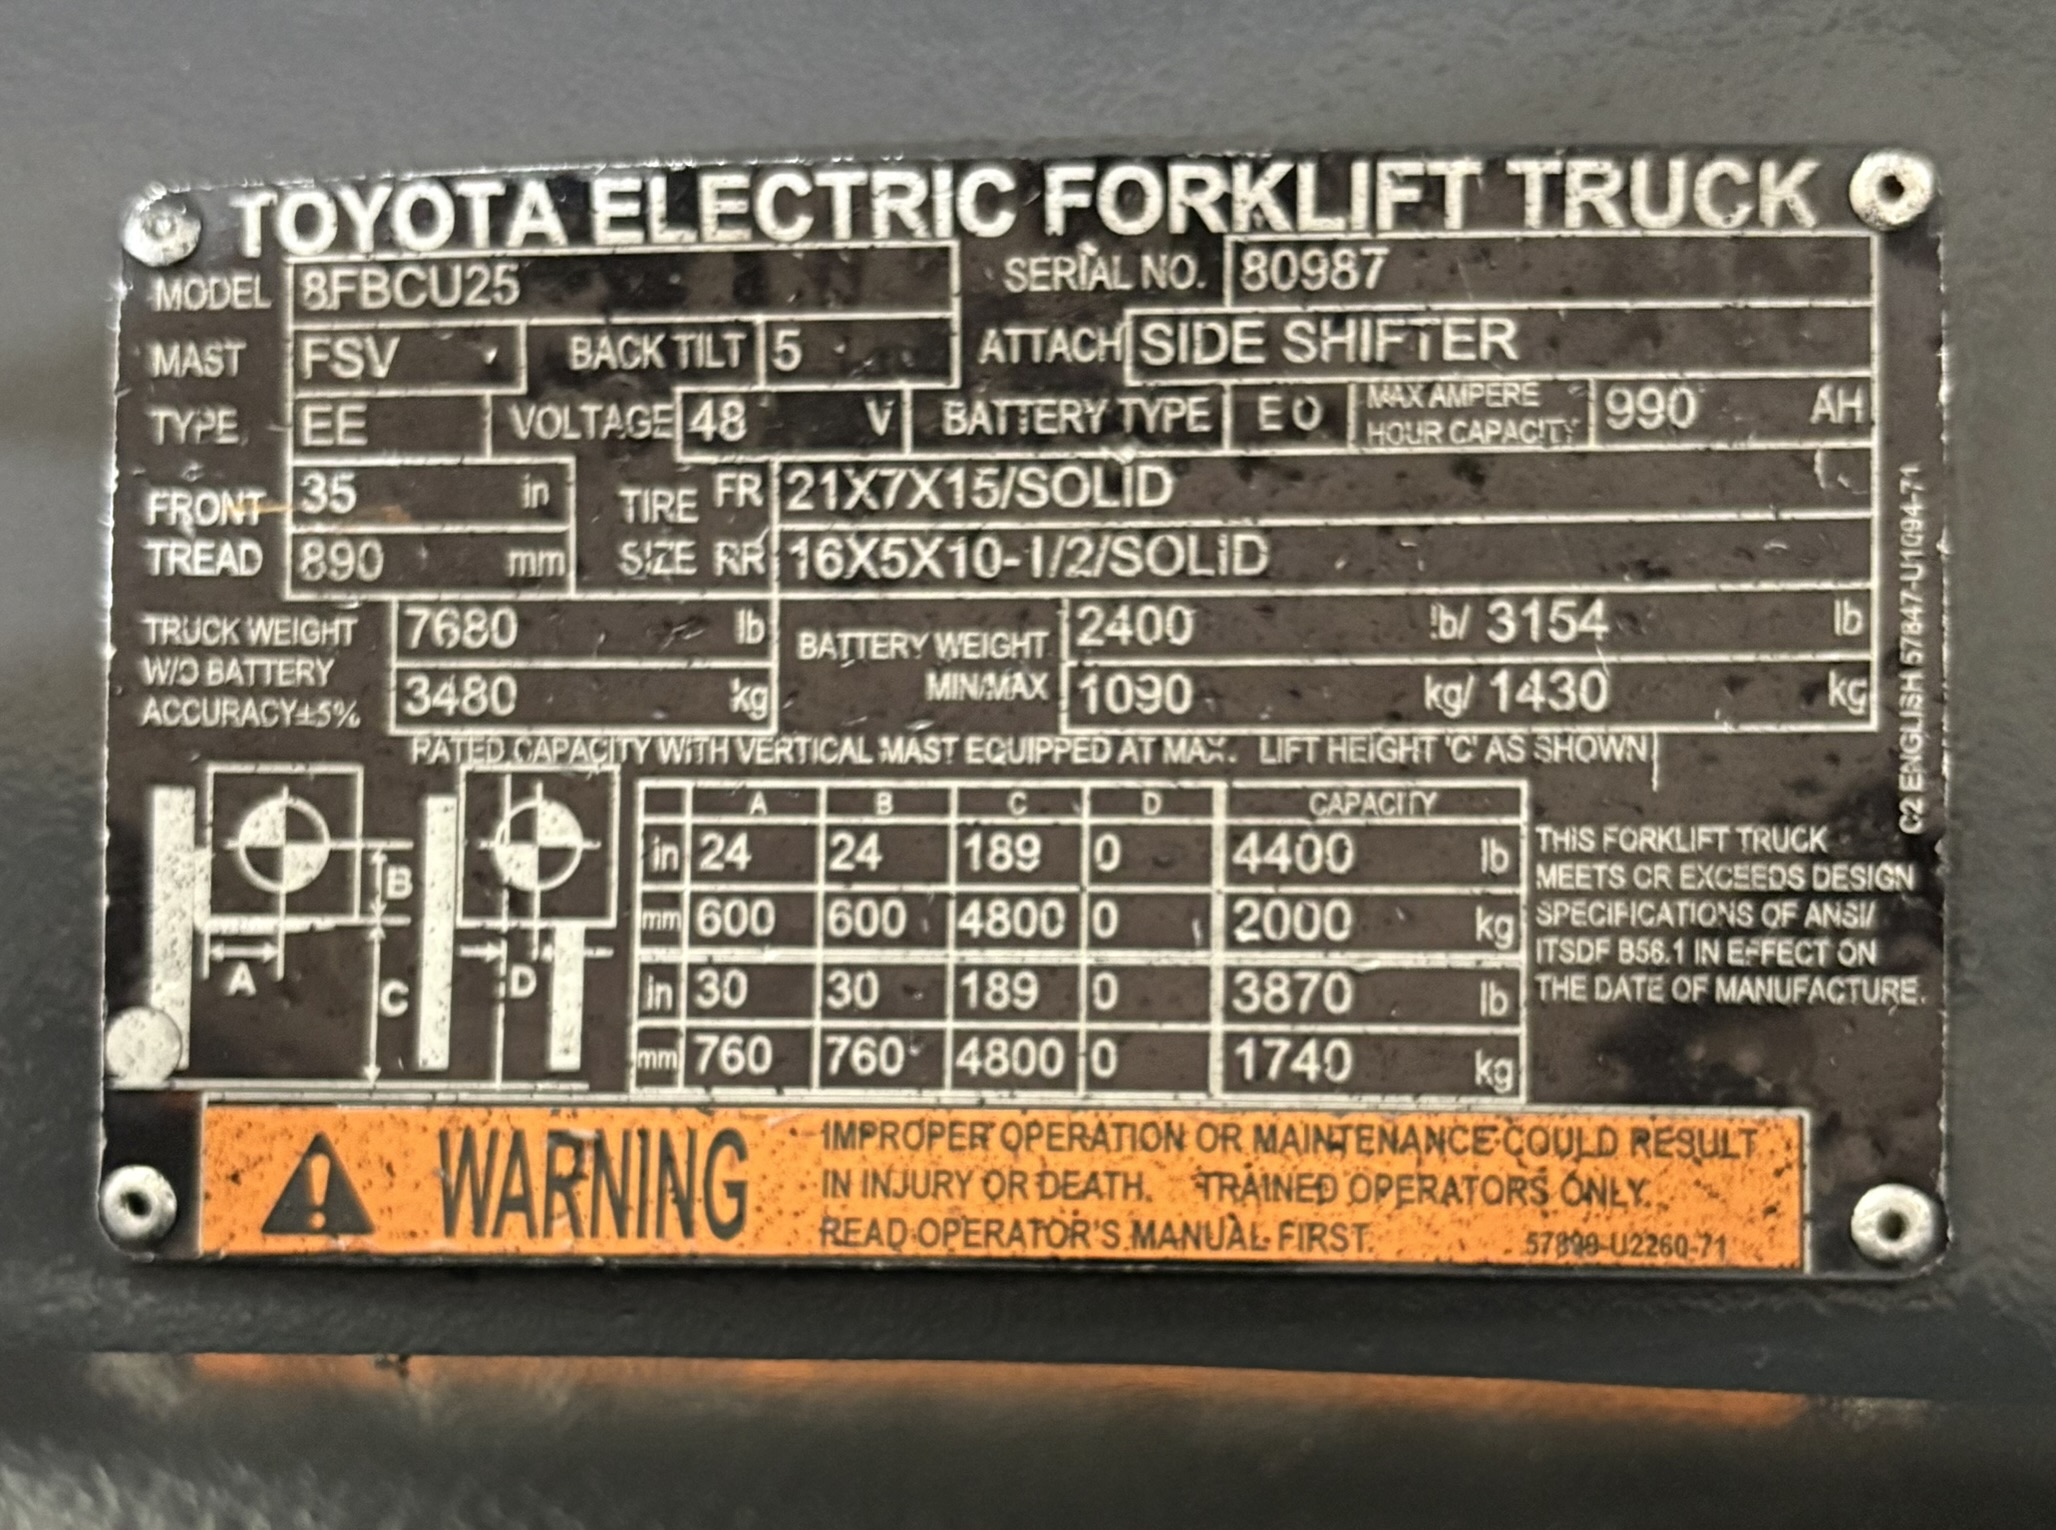 TOYOTA ELECTRIC FORKLIFT TRUCK
MODEL 8FBCU25 SERIAL NO. 80987
MAST FSV BACK TILT 5 ATTACH SIDE SHIFTER
TYPE EE VOLTAGE 48 V BATTERY TYPE E O MAX AMPERE HOUR CAPACITY 990 AH
FRONT TREAD 35 in TIRE SIZE FR 21X7X15/SOLID
890 mm RR 16X5X10-1/2/SOLID
TRUCK WEIGHT 7680 lb BATTERY WEIGHT 2400 lb/ 3154 lb
W/O BATTERY
ACCURACY±5% 3480 kg MIN/MAX 1090 kg/ 1430 kg
RATED CAPACITY WITH VERTICAL MAST EQUIPPED AT MAX. LIFT HEIGHT 'C' AS SHOWN
A B C D CAPACITY
in 24 24 189 0 4400 lb
mm 600 600 4800 0 2000 kg
in 30 30 189 0 3870 lb
mm 760 760 4800 0 1740 kg
B
A
C
D
THIS FORKLIFT TRUCK
MEETS OR EXCEEDS DESIGN
SPECIFICATIONS OF ANSI/
ITSDF B56.1 IN EFFECT ON
THE DATE OF MANUFACTURE.
C2 ENGLISH 57847-U1094-71
WARNING
IMPROPER OPERATION OR MAINTENANCE COULD RESULT
IN INJURY OR DEATH. TRAINED OPERATORS ONLY.
READ OPERATOR'S MANUAL FIRST.